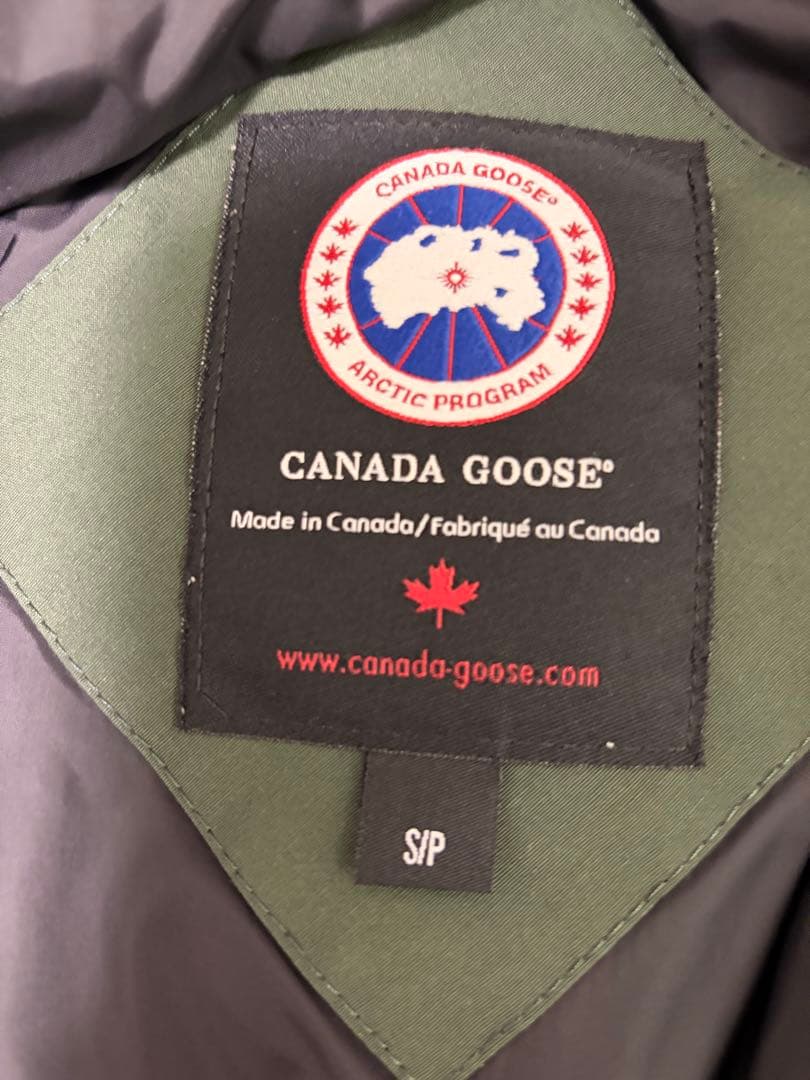 CANADA GOOSE®
ARCTIC PROGRAM
CANADA GOOSE®
Made in Canada/Fabriqué au Canada
www.canada-goose.com
S/P